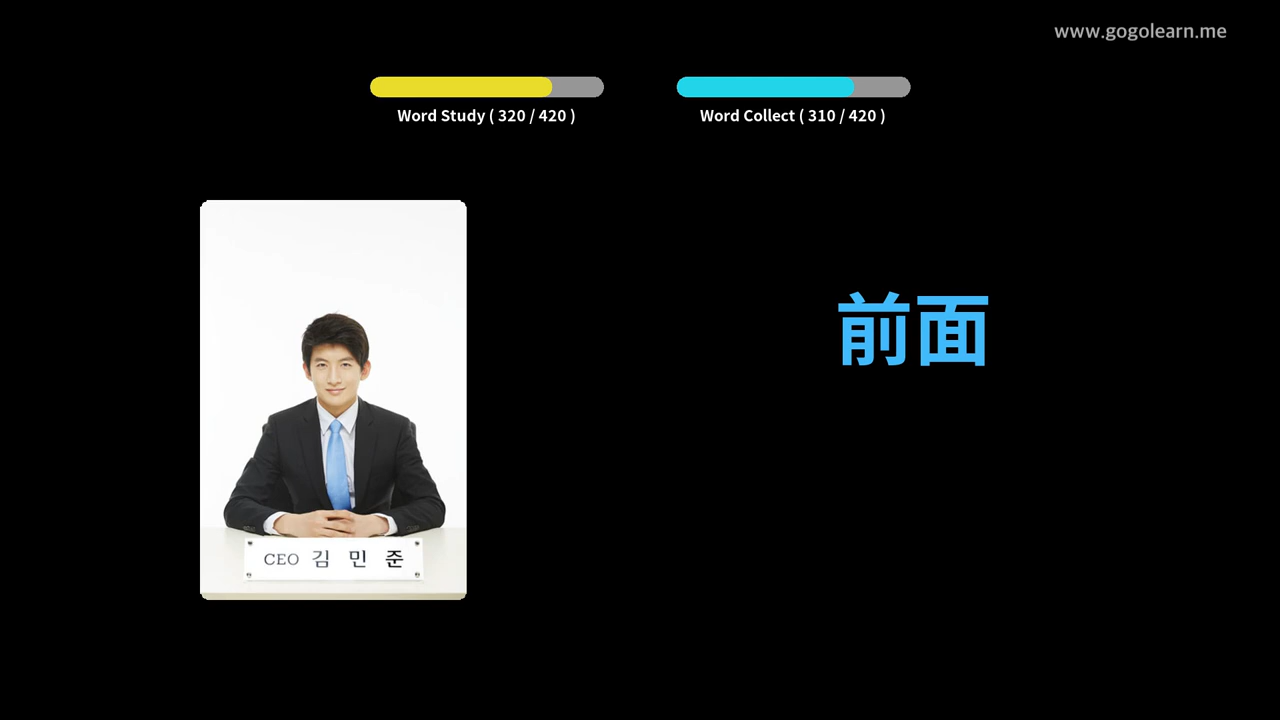 www.gogolearn.me
Word Study ( 320 / 420 )
Word Collect ( 310 / 420 )
前面
CEO 김 민 준